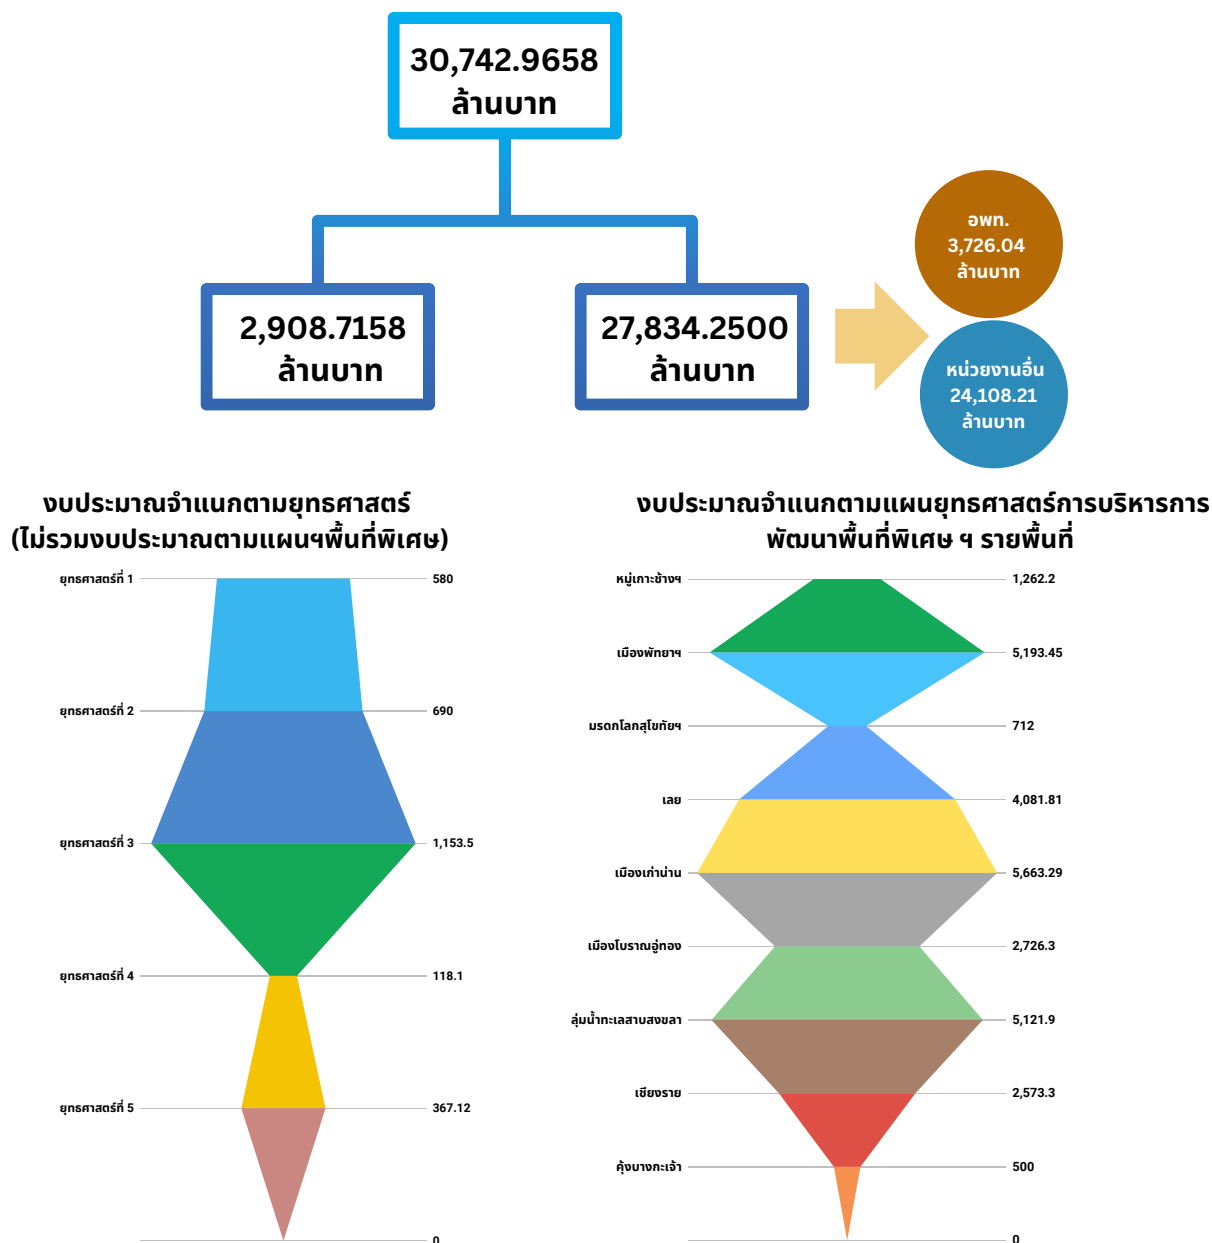 30,742.9658
ล้านบาท
2,908.7158
ล้านบาท
27,834.2500
ล้านบาท
อพท.
3,726.04
ล้านบาท
หน่วยงานอื่น
24,108.21
ล้านบาท
งบประมาณจำแนกตามยุทธศาสตร์
(ไม่รวมงบประมาณตามแผนฯพื้นที่พิเศษ)
ยุทธศาสตร์ที่ 1 580
ยุทธศาสตร์ที่ 2 690
ยุทธศาสตร์ที่ 3 1,153.5
ยุทธศาสตร์ที่ 4 118.1
ยุทธศาสตร์ที่ 5 367.12
0
งบประมาณจำแนกตามแผนยุทธศาสตร์การบริหารการ
พัฒนาพื้นที่พิเศษ ฯ รายพื้นที่
หมู่เกาะช้างฯ 1,262.2
เมืองพัทยาฯ 5,193.45
มรดกโลกสุโขทัยฯ 712
เลย 4,081.81
เมืองเก่าน่าน 5,663.29
เมืองโบราณอู่ทอง 2,726.3
ลุ่มน้ำทะเลสาบสงขลา 5,121.9
เชียงราย 2,573.3
คุ้งบางกะเจ้า 500
0